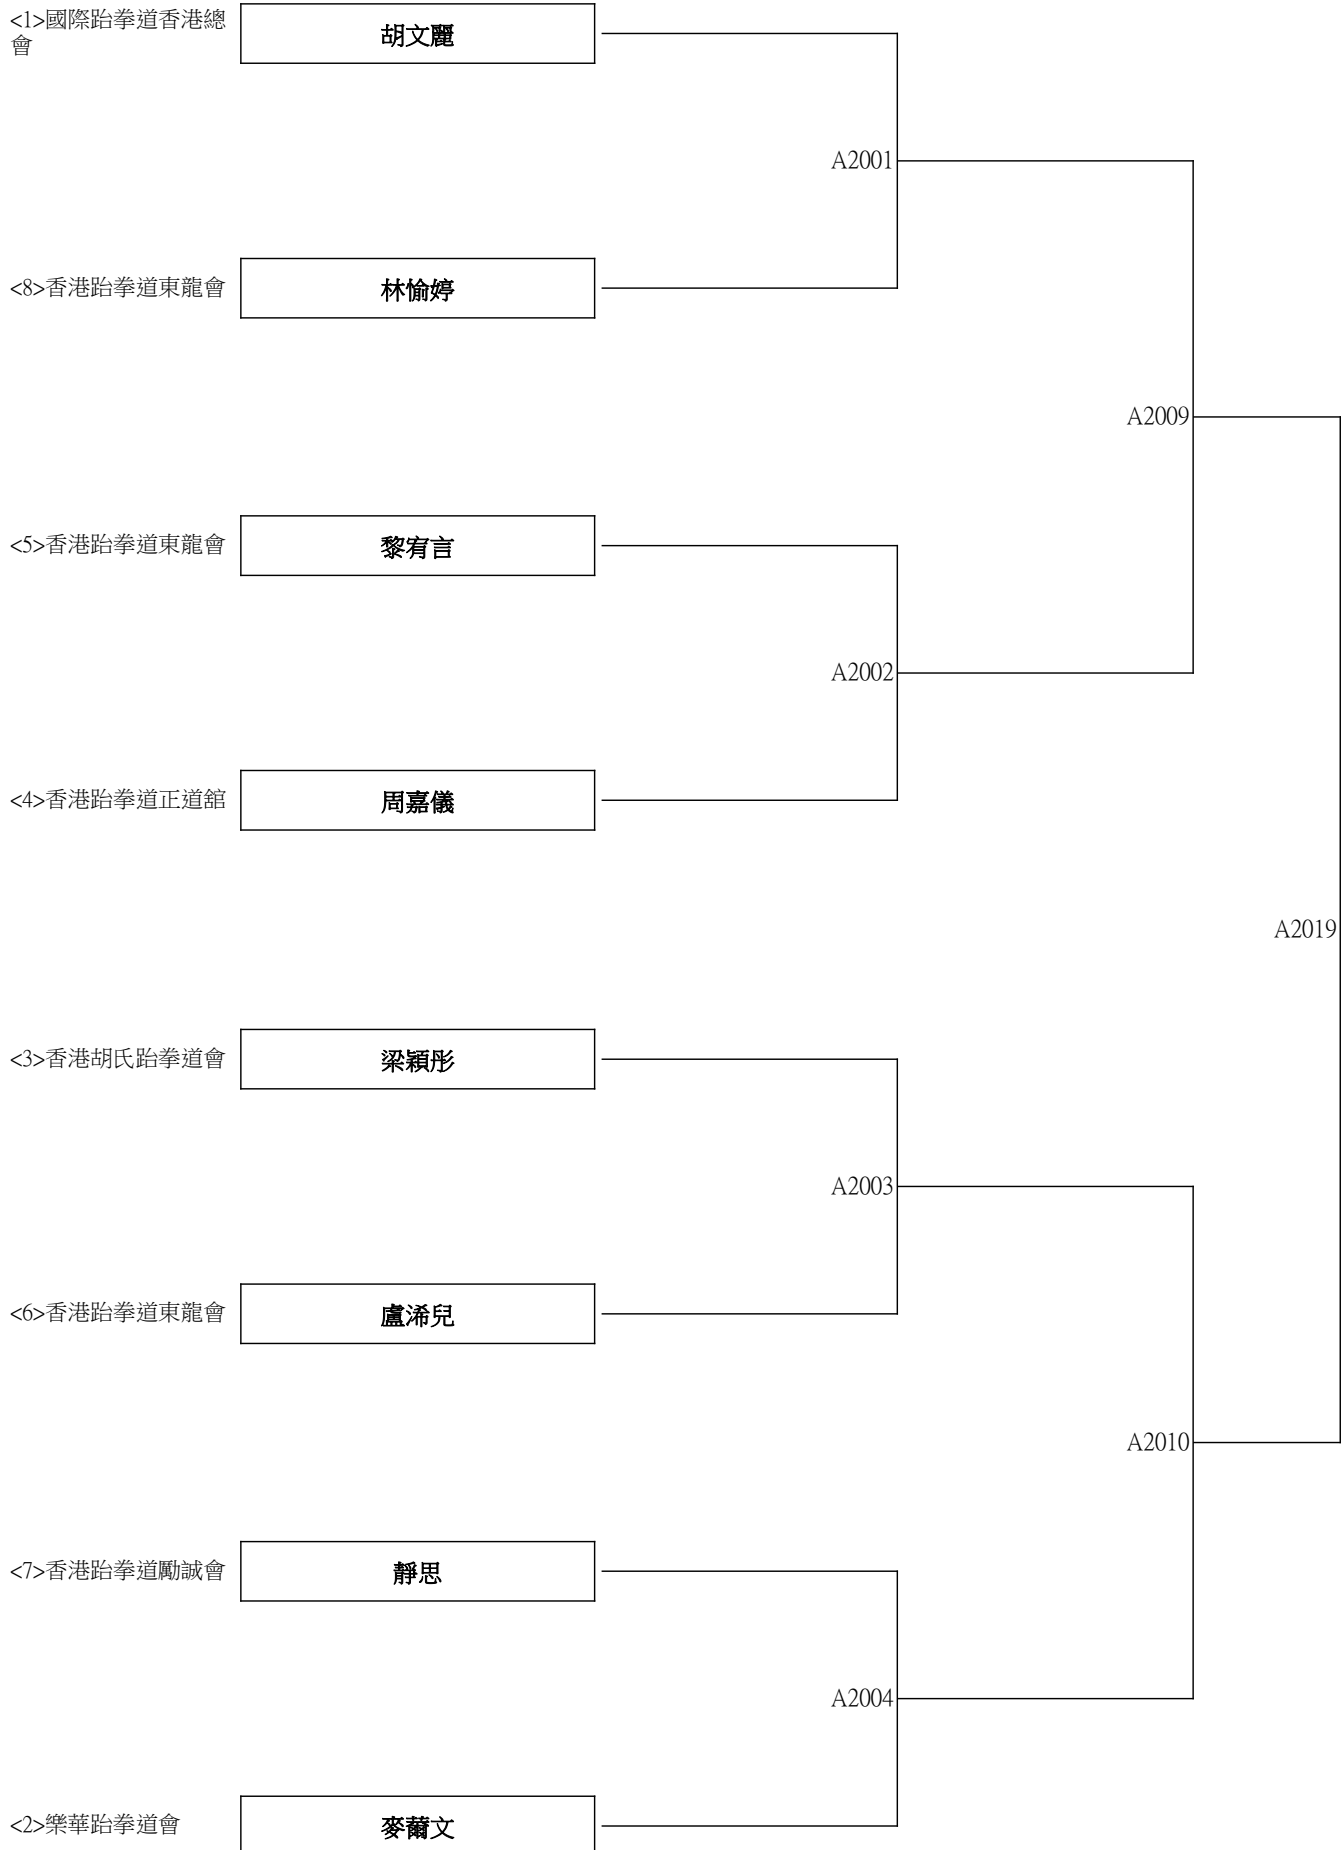 <1>國際跆拳道香港總
會
胡文麗
A2001
<8>香港跆拳道東龍會
林愉婷
A2009
<5>香港跆拳道東龍會
黎宥言
A2002
<4>香港跆拳道正道舘
周嘉儀
A2019
<3>香港胡氏跆拳道會
梁穎彤
A2003
<6>香港跆拳道東龍會
盧浠兒
A2010
<7>香港跆拳道勵誠會
靜思
A2004
<2>樂華跆拳道會
麥薾文